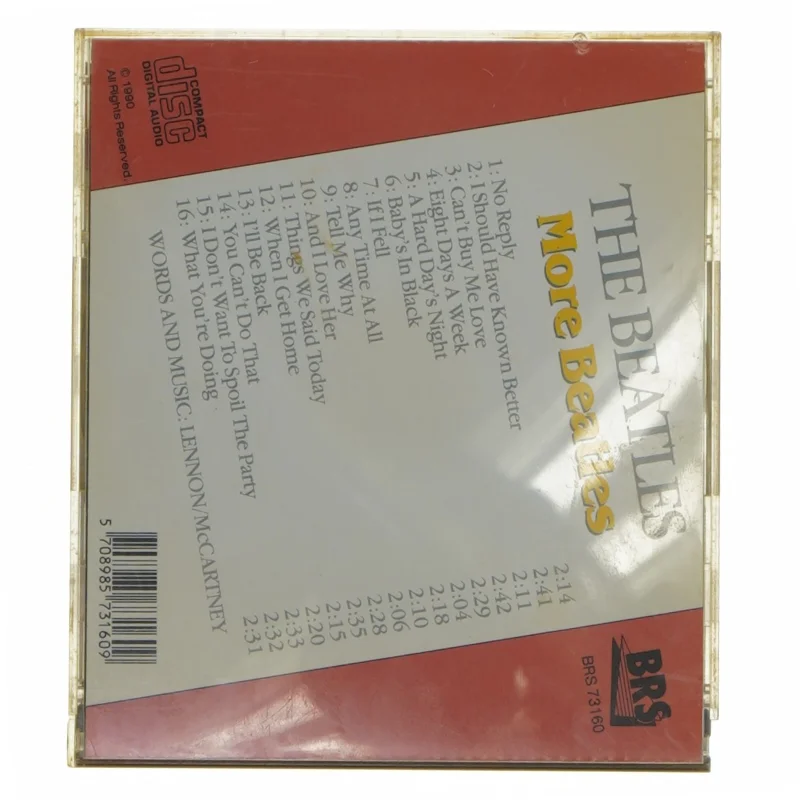 THE BEATLES
More Beatles
1: No Reply 2:14
2: I Should Have Known Better 2:41
3: Can't Buy Me Love 2:11
4: Eight Days A Week 2:42
5: A Hard Day's Night 2:29
6: Baby's In Black 2:04
7: If I Fell 2:18
8: Any Time At All 2:10
9: Tell Me Why 2:06
10: And I Love Her 2:28
11: Things We Said Today 2:35
12: When I Get Home 2:15
13: I'll Be Back 2:20
14: You Can't Do That 2:33
15: I Don't Want To Spoil The Party 2:32
16: What You're Doing 2:31
WORDS AND MUSIC: LENNON/McCARTNEY
COMPACT
disc
DIGITAL AUDIO
© 1990
All Rights Reserved.
BRS
BRS 73160
5 708985 731609